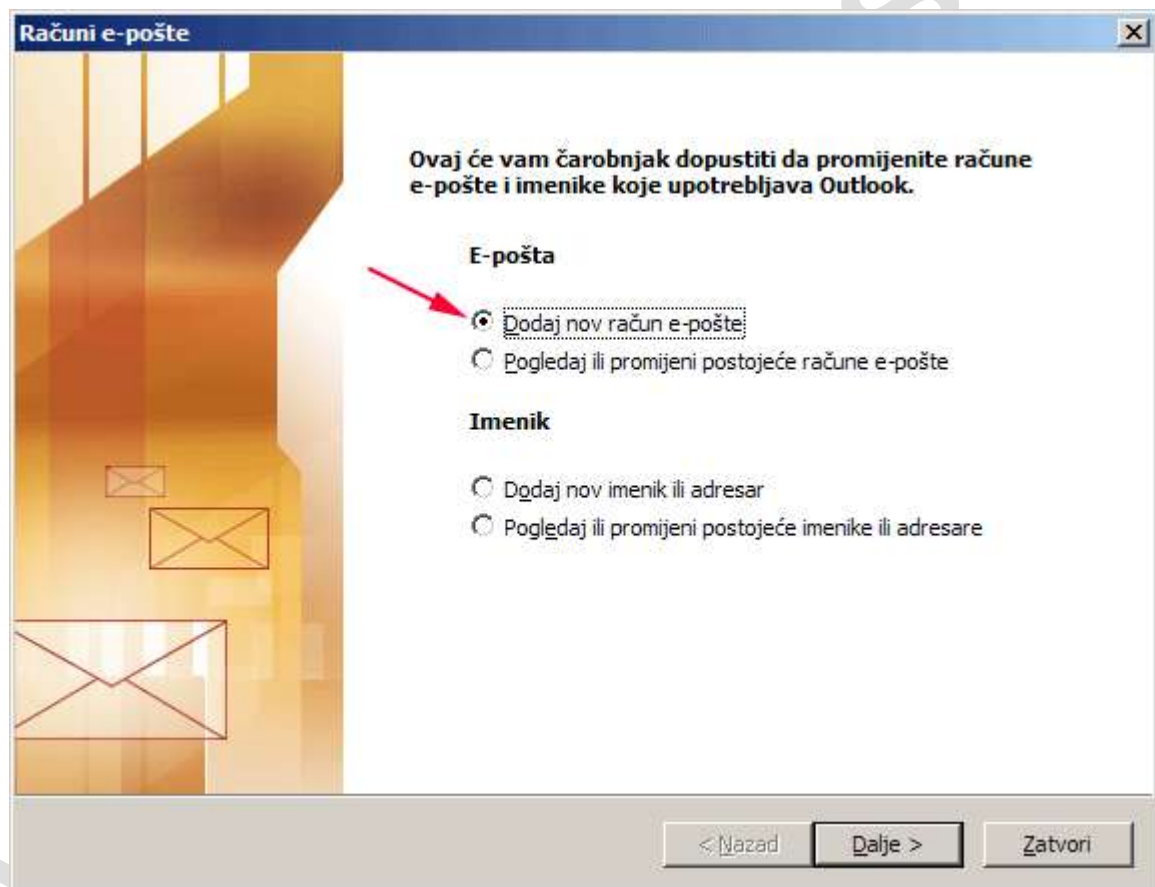 Računi e-pošte
Ovaj će vam čarobnjak dopustiti da promijenite račune
e-pošte i imenike koje upotrebljava Outlook.
E-pošta
Dodaj nov račun e-pošte
Pogledaj ili promijeni postojeće račune e-pošte
Imenik
Dodaj nov imenik ili adresar
Pogledaj ili promijeni postojeće imenike ili adresare
< Nazad
Dalje >
Zatvori